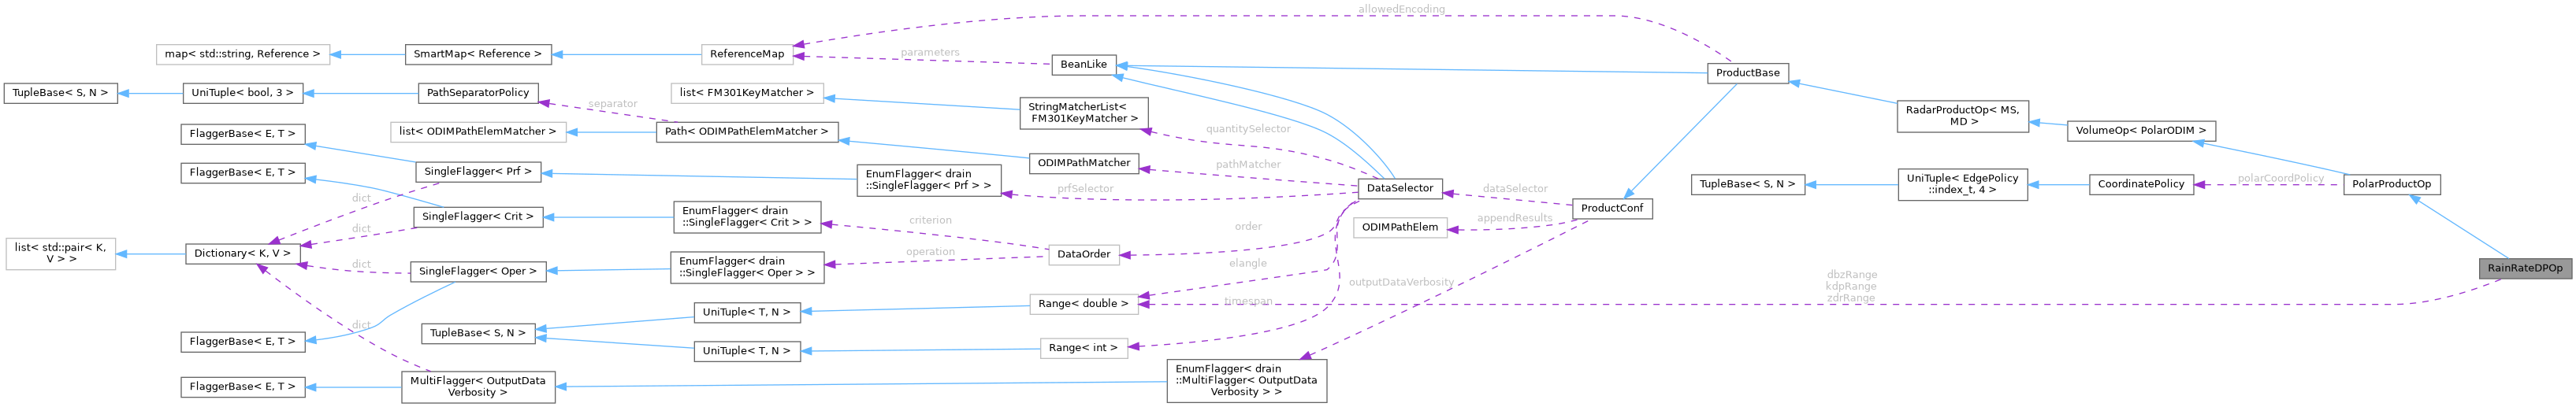 allowedEncoding
map< std::string, Reference >
SmartMap< Reference >
ReferenceMap
parameters
BeanLike
ProductBase
TupleBase< S, N >
UniTuple< bool, 3 >
PathSeparatorPolicy
separator
list< FM301KeyMatcher >
StringMatcherList<
FM301KeyMatcher >
RadarProductOp< MS,
MD >
VolumeOp< PolarODIM >
FlaggerBase< E, T >
list< ODIMPathElemMatcher >
Path< ODIMPathElemMatcher >
quantitySelector
ODIMPathMatcher
pathMatcher
FlaggerBase< E, T >
SingleFlagger< Prf >
EnumFlagger< drain
::SingleFlagger< Prf > >
prfSelector
DataSelector
dataSelector
ProductConf
TupleBase< S, N >
UniTuple< EdgePolicy
::index_t, 4 >
CoordinatePolicy
polarCoordPolicy
PolarProductOp
dict
SingleFlagger< Crit >
EnumFlagger< drain
::SingleFlagger< Crit > >
criterion
order
ODIMPathElem
appendResults
dict
list< std::pair< K,
V > >
Dictionary< K, V >
dict
SingleFlagger< Oper >
EnumFlagger< drain
::SingleFlagger< Oper > >
operation
DataOrder
elangle
RainRateDPOp
dbzRange
kdpRange
zdrRange
outputDataVerbosity
timespan
Range< double >
UniTuple< T, N >
TupleBase< S, N >
dict
FlaggerBase< E, T >
UniTuple< T, N >
Range< int >
FlaggerBase< E, T >
MultiFlagger< OutputData
Verbosity >
EnumFlagger< drain
::MultiFlagger< OutputData
Verbosity > >